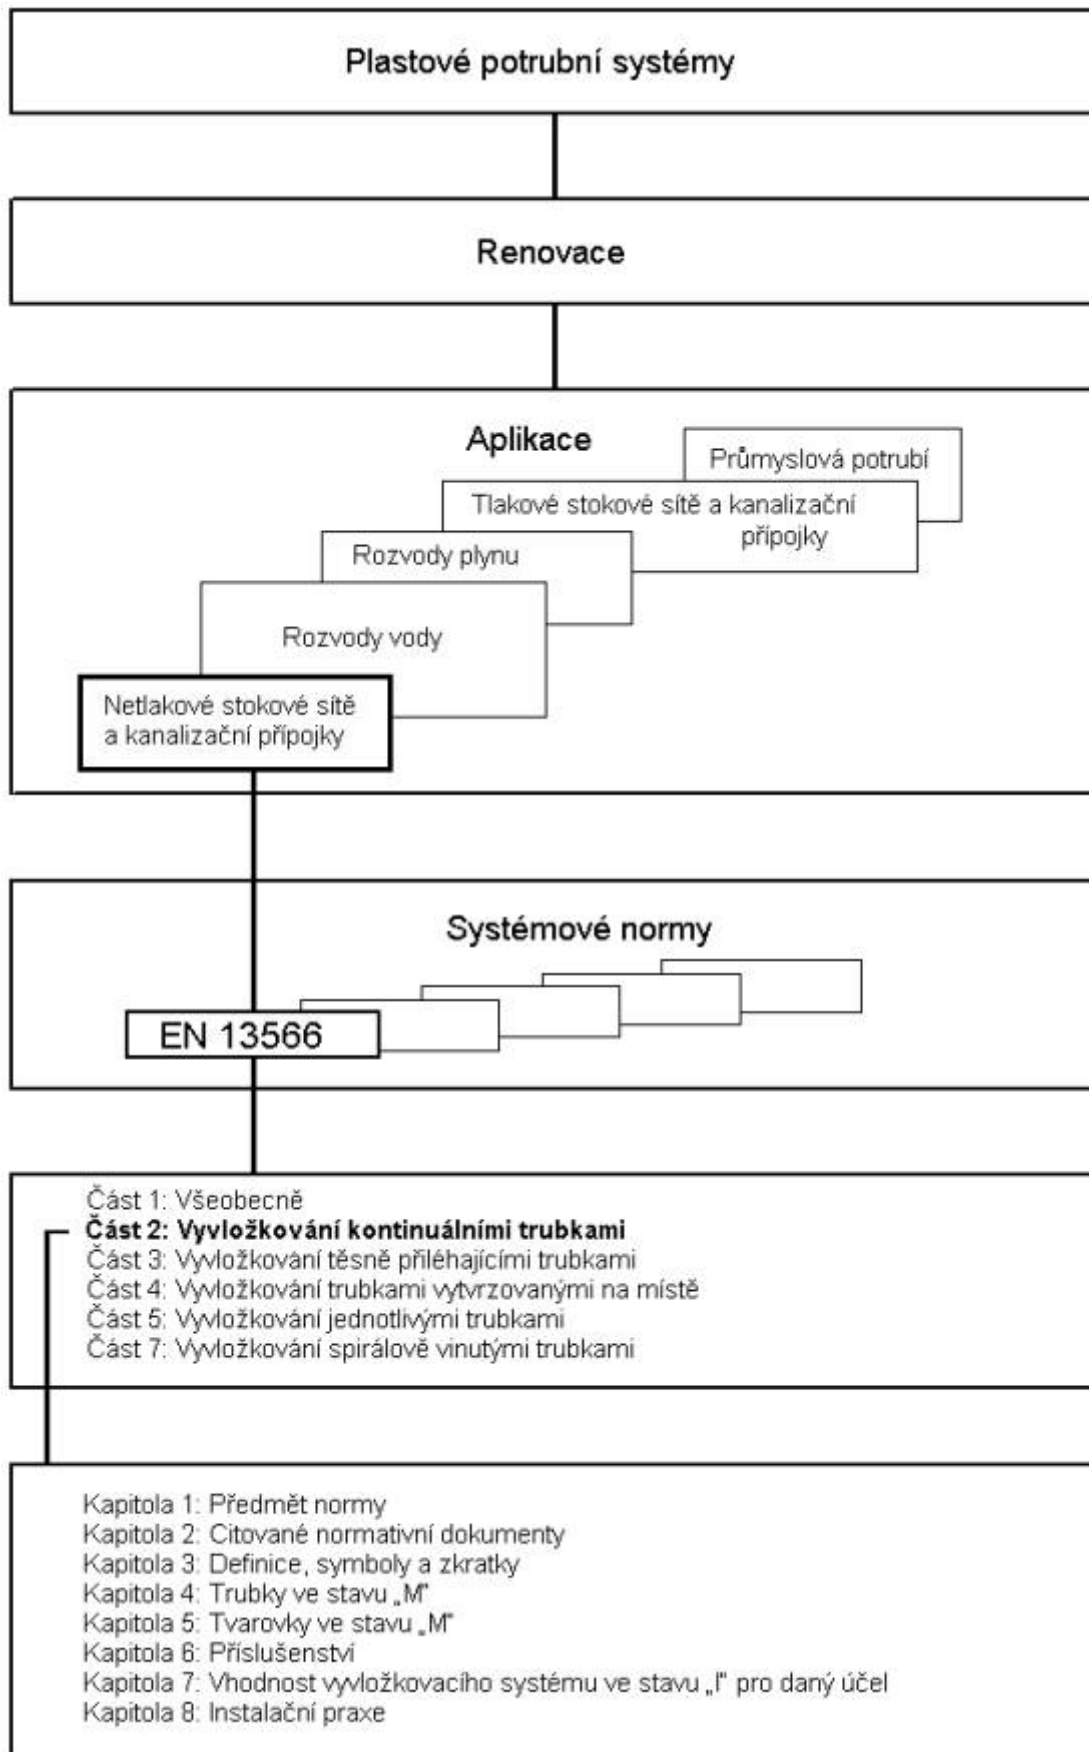 Plastové potrubní systémy
Renovace
Aplikace
Průmyslová potrubí
Tlakové stokové sítě a kanalizační
přípojky
Rozvody plynu
Rozvody vody
Netlakové stokové sítě
a kanalizační přípojky
Systémové normy
EN 13566
Část 1: Všeobecně
Část 2: Vyvložkování kontinuálními trubkami
Část 3: Vyvložkování těsně přiléhajícími trubkami
Část 4: Vyvložkování trubkami vytvrzovanými na místě
Část 5: Vyvložkování jednotlivými trubkami
Část 7: Vyvložkování spirálově vinutými trubkami
Kapitola 1: Předmět normy
Kapitola 2: Citované normativní dokumenty
Kapitola 3: Definice, symboly a zkratky
Kapitola 4: Trubky ve stavu „M"
Kapitola 5: Tvarovky ve stavu „M"
Kapitola 6: Příslušenství
Kapitola 7: Vhodnost vyvložkovacího systému ve stavu „I" pro daný účel
Kapitola 8: Instalační praxe